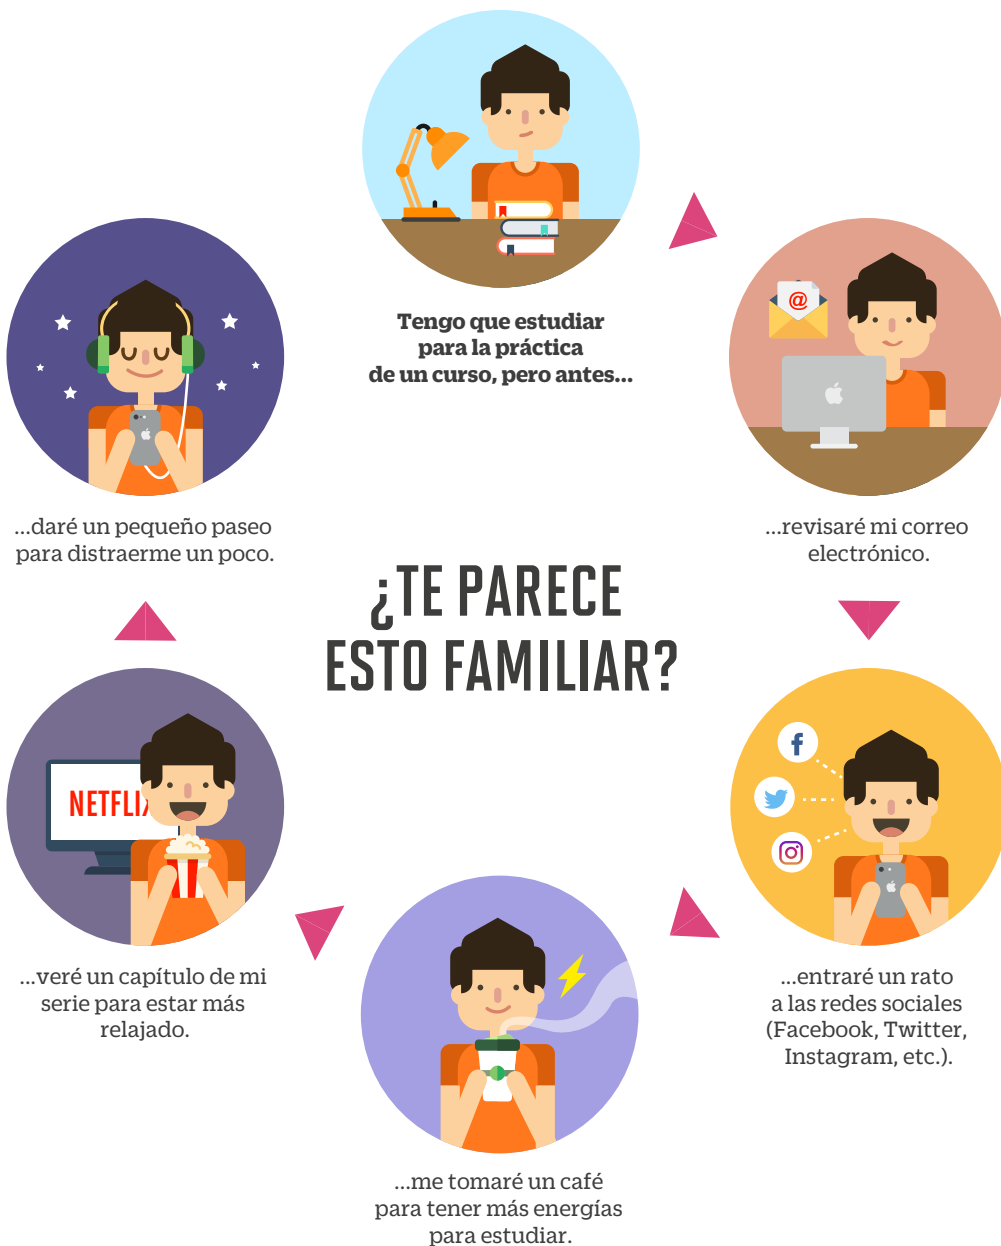 Tengo que estudiar
para la práctica
de un curso, pero antes...
@
...revisaré mi correo
electrónico.
...entraré un rato
a las redes sociales
(Facebook, Twitter,
Instagram, etc.).
...me tomaré un café
para tener más energías
para estudiar.
NETFLIX
...veré un capítulo de mi
serie para estar más
relajado.
...daré un pequeño paseo
para distraerme un poco.
¿TE PARECE
ESTO FAMILIAR?